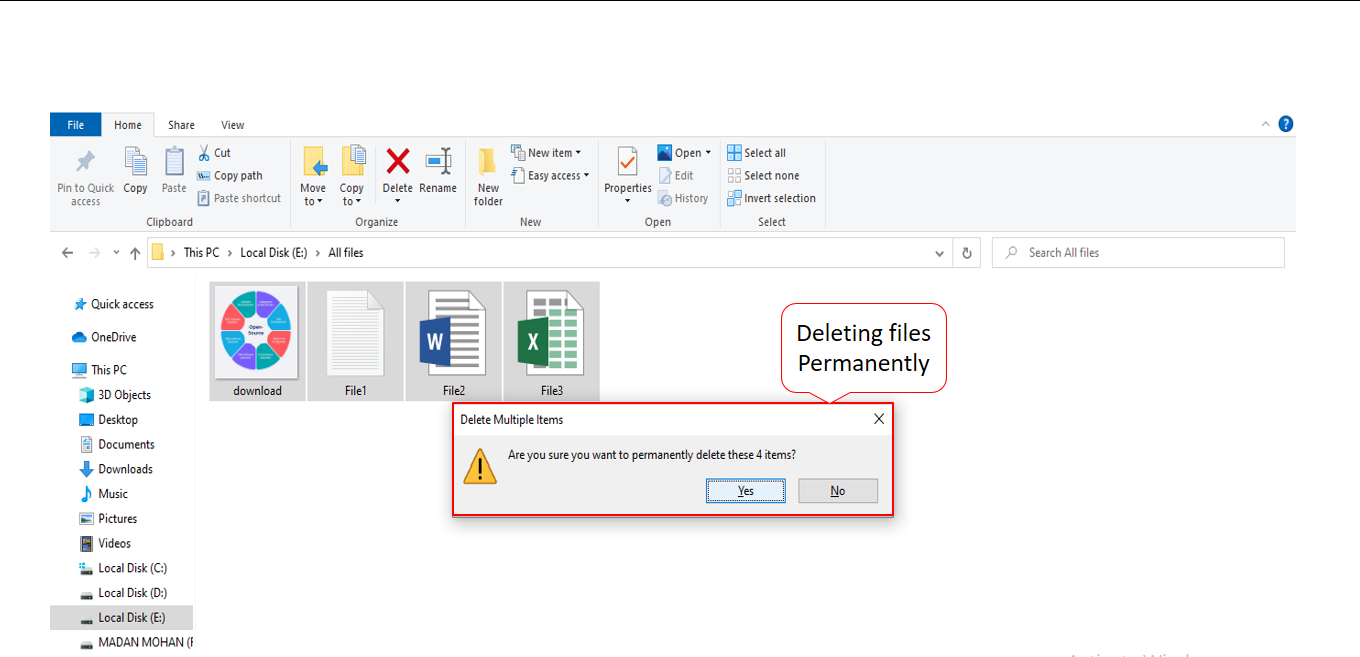 File Home Share View
Pin to Quick access
Copy
Paste
Cut
Copy path
Paste shortcut
Clipboard
Move to
Copy to
Delete
Rename
Organize
New folder
New item
Easy access
New
Properties
Open
Edit
History
Open
Select all
Select none
Invert selection
Select
This PC > Local Disk (E:) > All files
Search All files
Quick access
OneDrive
This PC
3D Objects
Desktop
Documents
Downloads
Music
Pictures
Videos
Local Disk (C:)
Local Disk (D:)
Local Disk (E:)
MADAN MOHAN (F
Open-
Source
W
X
download File1 File2 File3
Deleting files
Permanently
Delete Multiple Items
Are you sure you want to permanently delete these 4 items?
Yes No